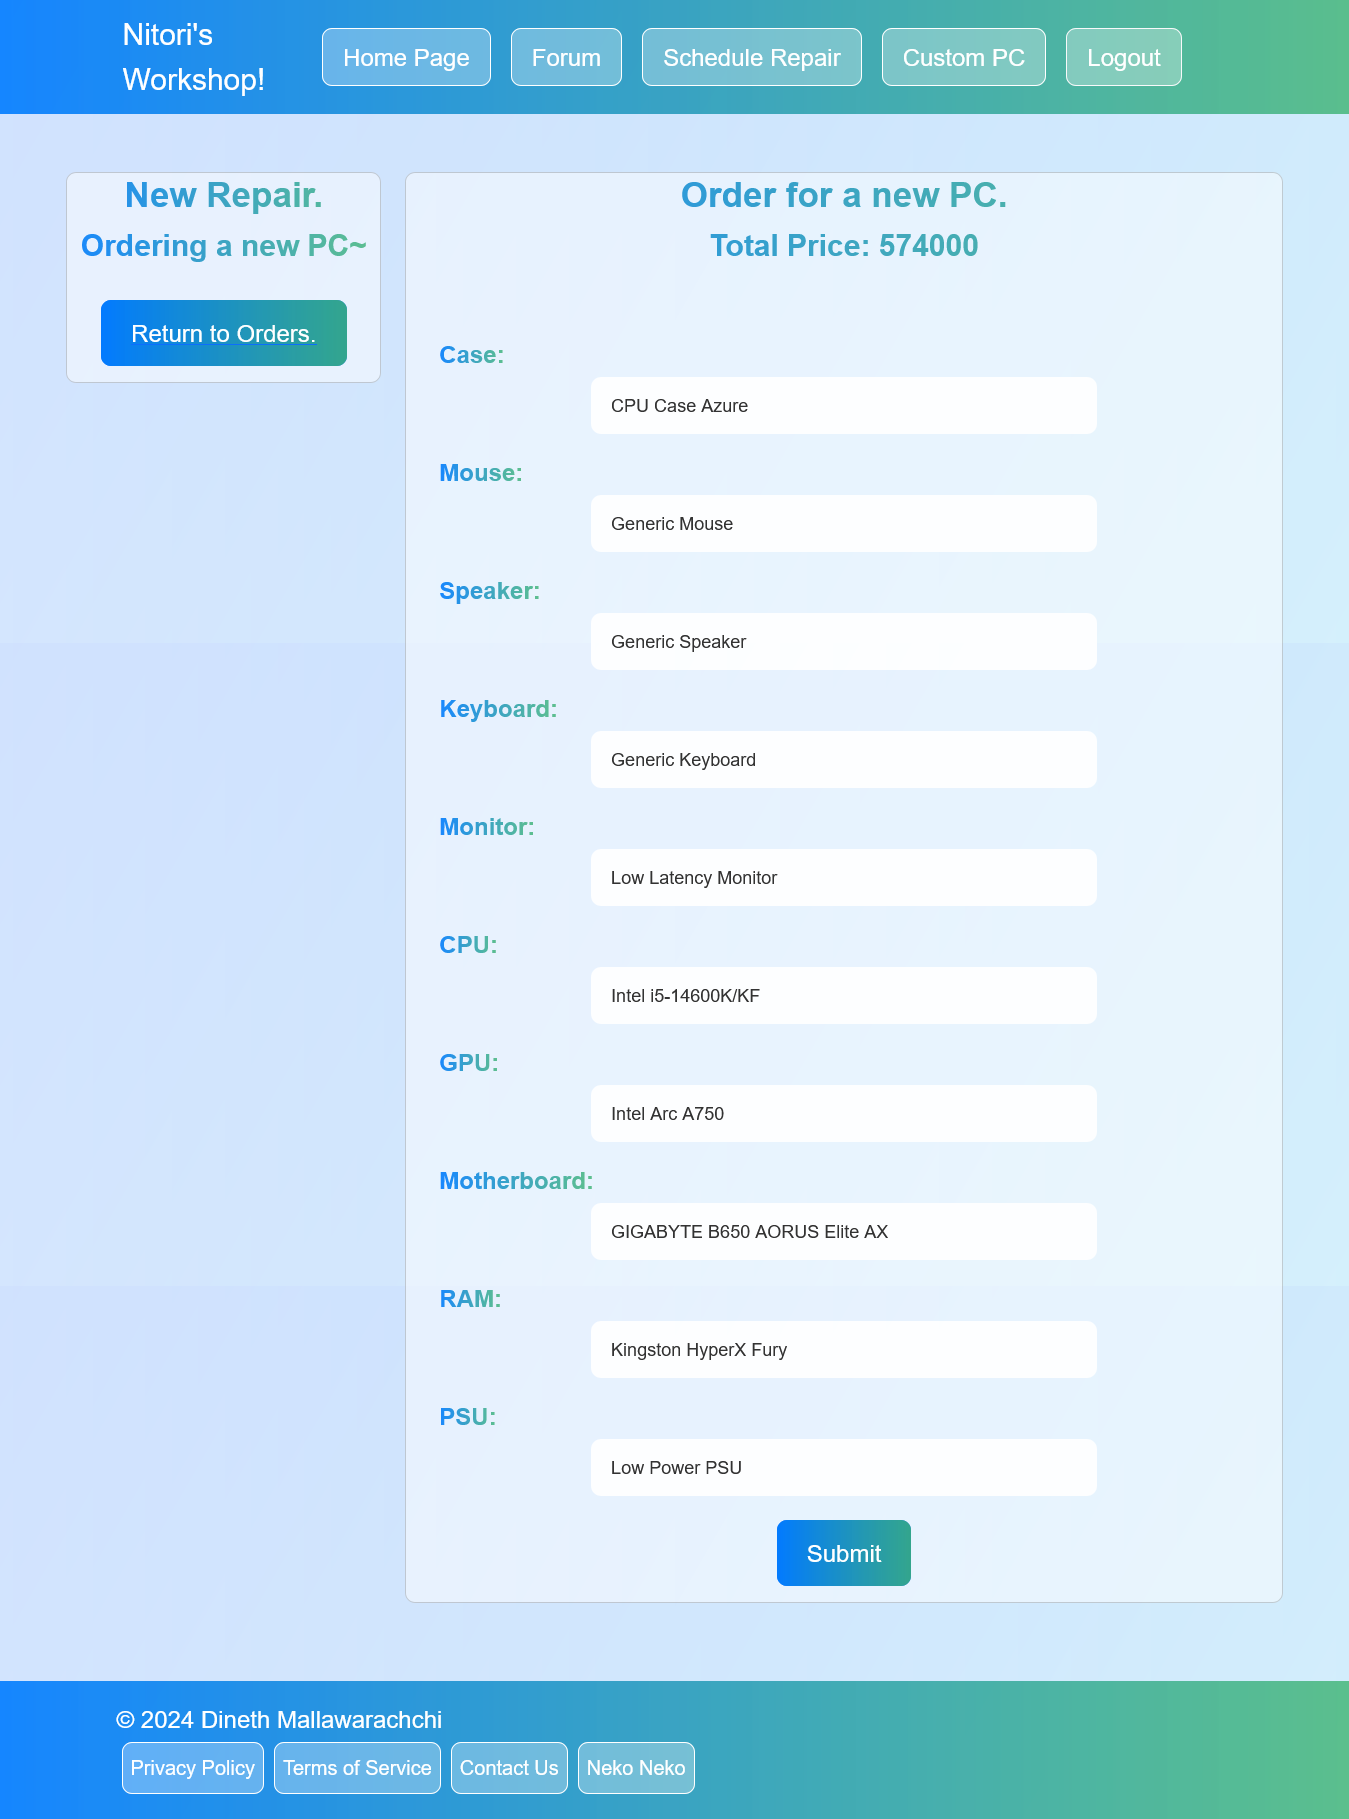 Nitori's
Workshop!
Home Page
Forum
Schedule Repair
Custom PC
Logout
New Repair.
Ordering a new PC~
Return to Orders.
Order for a new PC.
Total Price: 574000
Case:
CPU Case Azure
Mouse:
Generic Mouse
Speaker:
Generic Speaker
Keyboard:
Generic Keyboard
Monitor:
Low Latency Monitor
CPU:
Intel i5-14600K/KF
GPU:
Intel Arc A750
Motherboard:
GIGABYTE B650 AORUS Elite AX
RAM:
Kingston HyperX Fury
PSU:
Low Power PSU
Submit
© 2024 Dineth Mallawarachchi
Privacy Policy
Terms of Service
Contact Us
Neko Neko